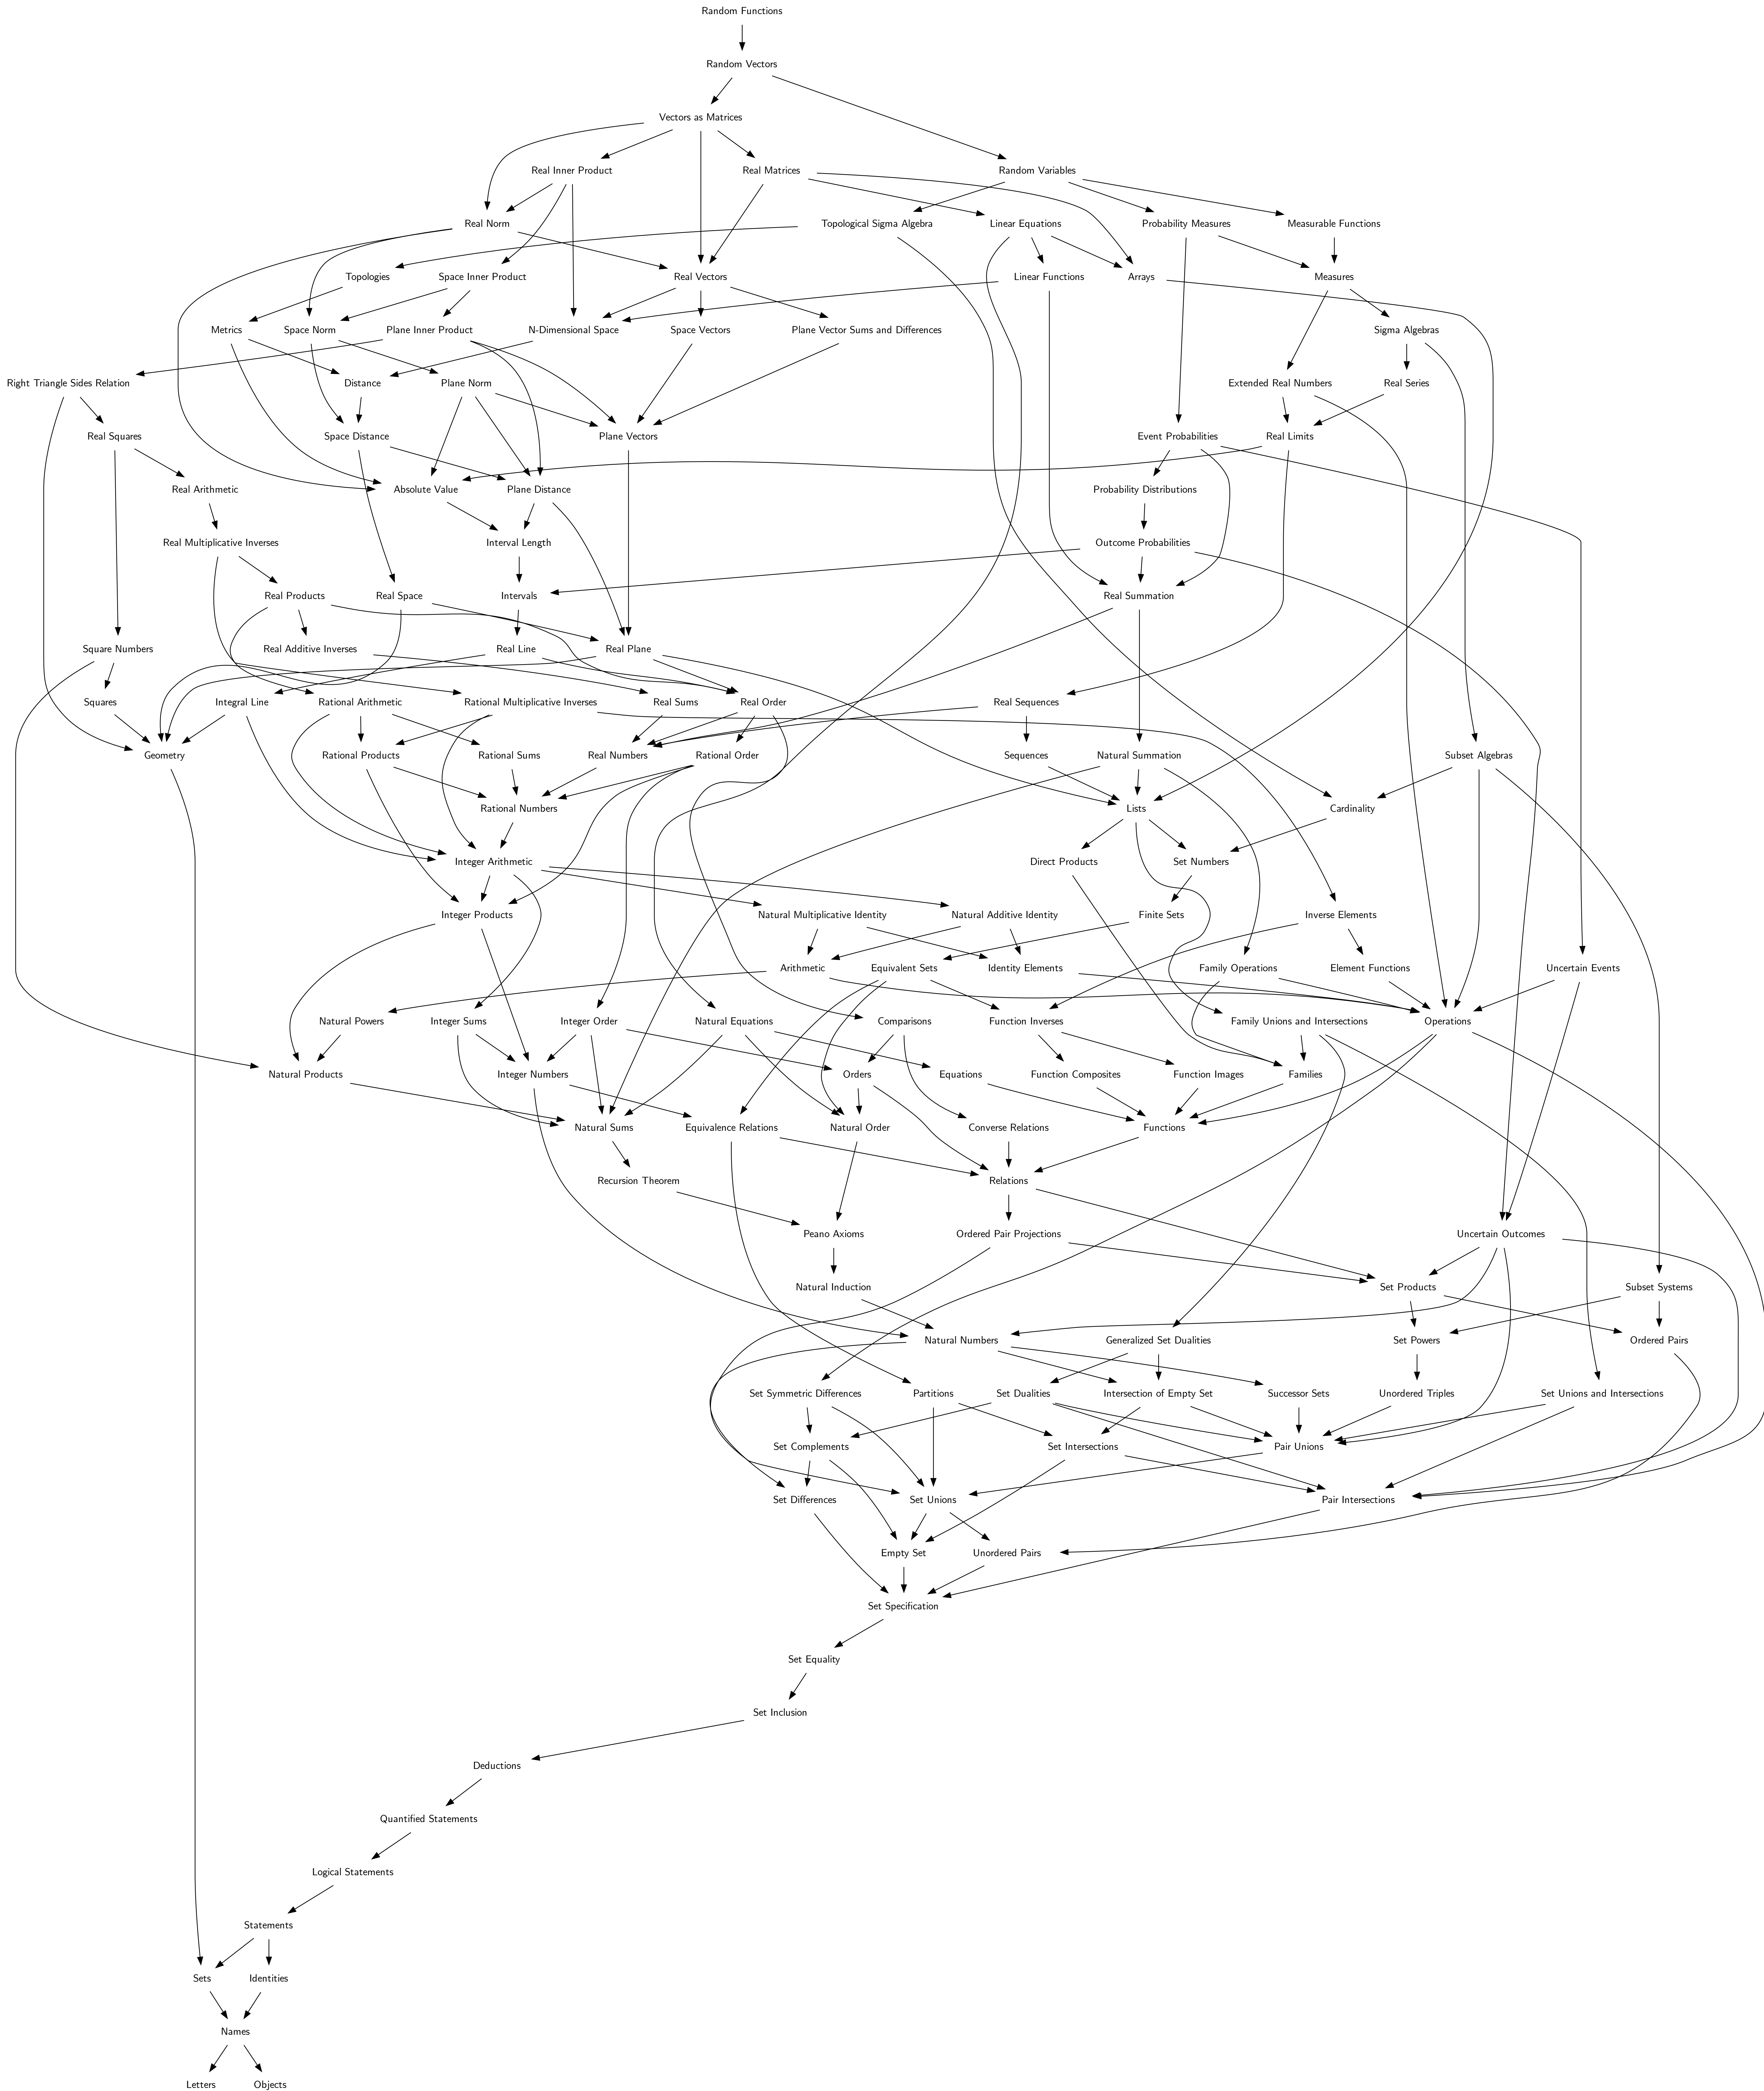 Random Functions
Random Vectors
Vectors as Matrices
Real Inner Product
Real Matrices
Random Variables
Real Norm
Topological Sigma Algebra
Linear Equations
Probability Measures
Measurable Functions
Topologies
Space Inner Product
Real Vectors
Linear Functions
Arrays
Measures
Metrics
Space Norm
Plane Inner Product
N-Dimensional Space
Space Vectors
Plane Vector Sums and Differences
Sigma Algebras
Right Triangle Sides Relation
Distance
Plane Norm
Extended Real Numbers
Real Series
Real Squares
Space Distance
Plane Vectors
Event Probabilities
Real Limits
Real Arithmetic
Absolute Value
Plane Distance
Probability Distributions
Real Multiplicative Inverses
Interval Length
Outcome Probabilities
Real Products
Real Space
Intervals
Real Summation
Square Numbers
Real Additive Inverses
Real Line
Real Plane
Squares
Integral Line
Rational Arithmetic
Rational Multiplicative Inverses
Real Sums
Real Order
Real Sequences
Geometry
Rational Products
Rational Sums
Real Numbers
Rational Order
Sequences
Natural Summation
Subset Algebras
Rational Numbers
Lists
Cardinality
Integer Arithmetic
Direct Products
Set Numbers
Integer Products
Natural Multiplicative Identity
Natural Additive Identity
Finite Sets
Inverse Elements
Arithmetic
Equivalent Sets
Identity Elements
Family Operations
Element Functions
Uncertain Events
Natural Powers
Integer Sums
Integer Order
Natural Equations
Comparisons
Function Inverses
Family Unions and Intersections
Operations
Natural Products
Integer Numbers
Orders
Equations
Function Composites
Function Images
Families
Natural Sums
Equivalence Relations
Natural Order
Converse Relations
Functions
Recursion Theorem
Relations
Peano Axioms
Ordered Pair Projections
Uncertain Outcomes
Natural Induction
Set Products
Subset Systems
Natural Numbers
Generalized Set Dualities
Set Powers
Ordered Pairs
Set Symmetric Differences
Partitions
Set Dualities
Intersection of Empty Set
Successor Sets
Unordered Triples
Set Unions and Intersections
Set Complements
Set Intersections
Pair Unions
Set Differences
Set Unions
Pair Intersections
Empty Set
Unordered Pairs
Set Specification
Set Equality
Set Inclusion
Deductions
Quantified Statements
Logical Statements
Statements
Sets
Identities
Names
Letters
Objects